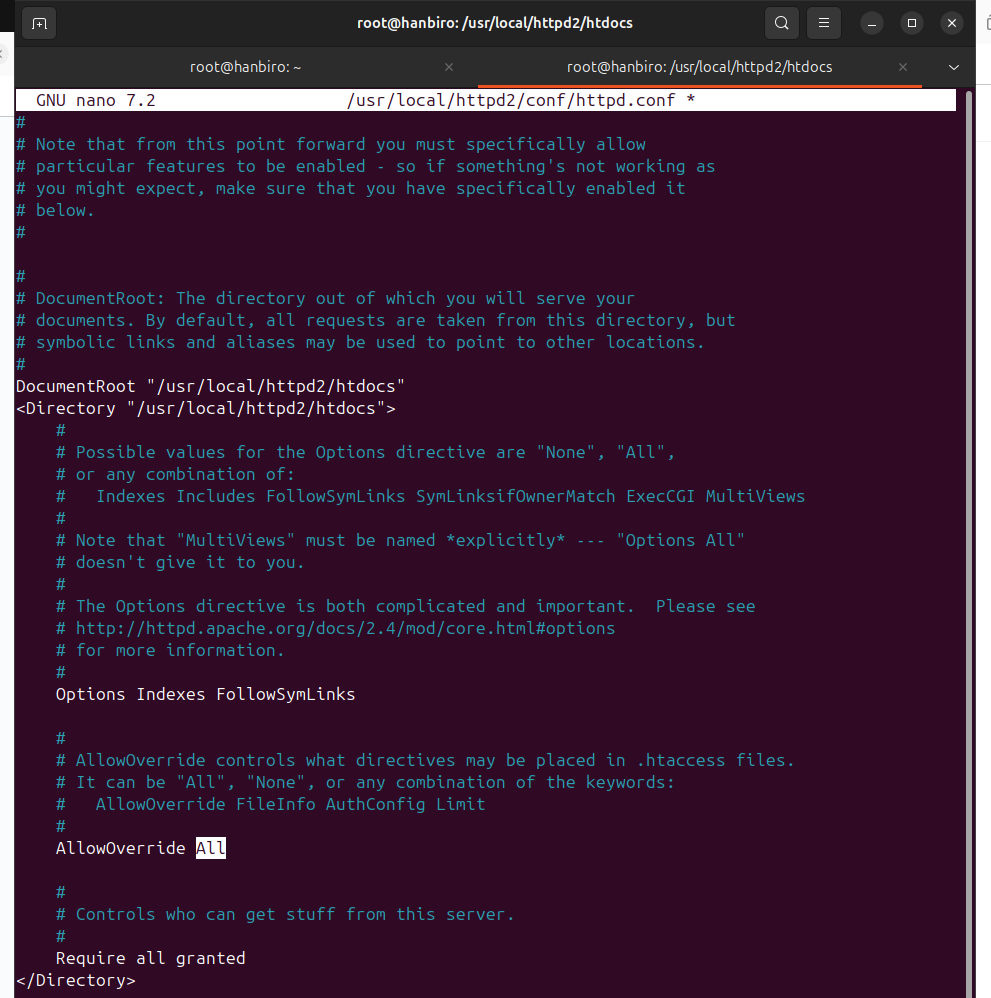 root@hanbiro: /usr/local/httpd2/htdocs
root@hanbiro: ~
root@hanbiro: /usr/local/httpd2/htdocs
GNU nano 7.2 /usr/local/httpd2/conf/httpd.conf *
#
# Note that from this point forward you must specifically allow
# particular features to be enabled - so if something's not working as
# you might expect, make sure that you have specifically enabled it
# below.
#
#
# DocumentRoot: The directory out of which you will serve your
# documents. By default, all requests are taken from this directory, but
# symbolic links and aliases may be used to point to other locations.
#
DocumentRoot "/usr/local/httpd2/htdocs"
<Directory "/usr/local/httpd2/htdocs">
    #
    # Possible values for the Options directive are "None", "All",
    # or any combination of:
    #   Indexes Includes FollowSymLinks SymLinksifOwnerMatch ExecCGI MultiViews
    #
    # Note that "MultiViews" must be named *explicitly* --- "Options All"
    # doesn't give it to you.
    #
    # The Options directive is both complicated and important.  Please see
    # http://httpd.apache.org/docs/2.4/mod/core.html#options
    # for more information.
    #
    Options Indexes FollowSymLinks
    #
    # AllowOverride controls what directives may be placed in .htaccess files.
    # It can be "All", "None", or any combination of the keywords:
    #   AllowOverride FileInfo AuthConfig Limit
    #
    AllowOverride All
    #
    # Controls who can get stuff from this server.
    #
    Require all granted
</Directory>